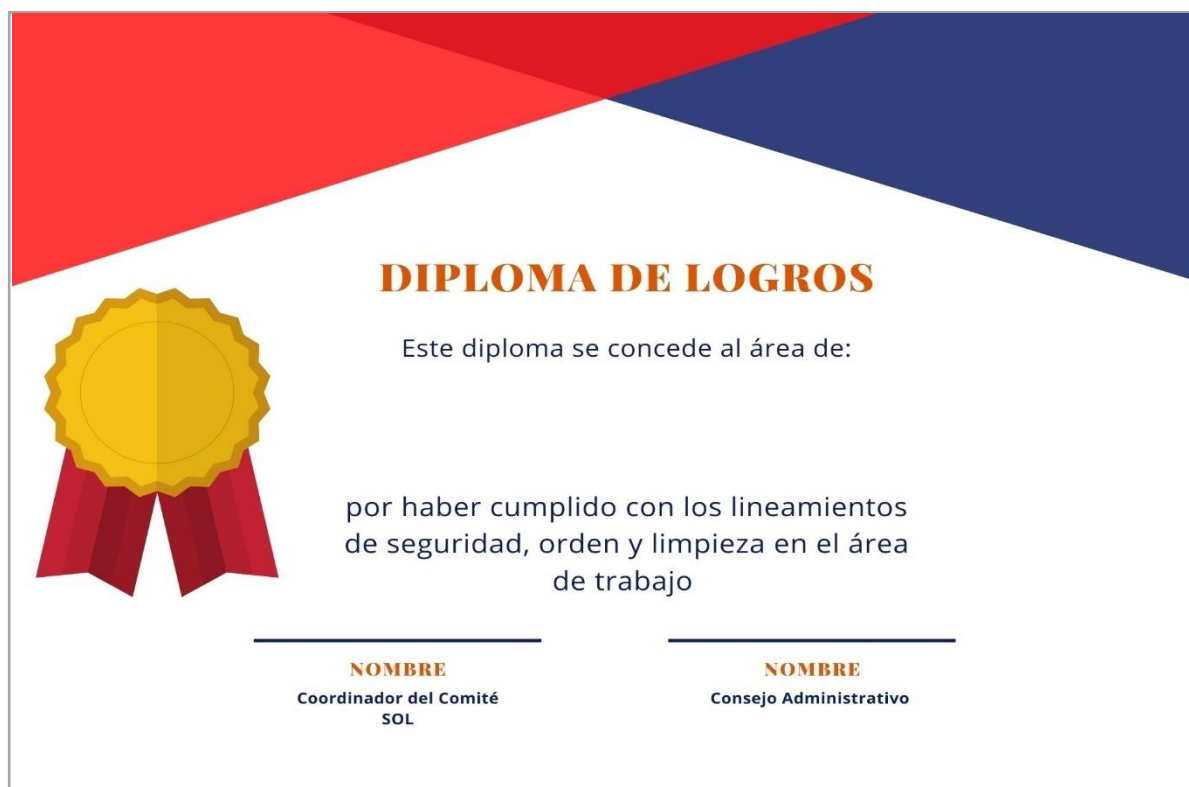 DIPLOMA DE LOGROS
Este diploma se concede al área de:
por haber cumplido con los lineamientos
de seguridad, orden y limpieza en el área
de trabajo
NOMBRE
Coordinador del Comité
SOL
NOMBRE
Consejo Administrativo